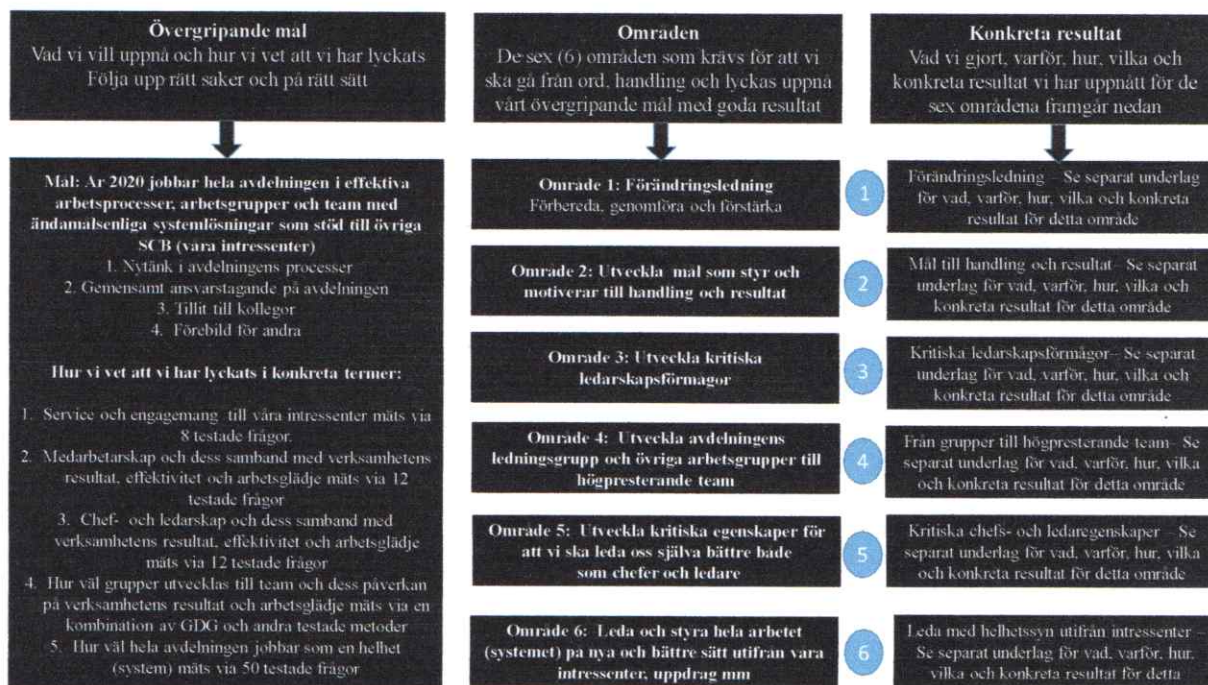 Övergripande mål
Vad vi vill uppnå och hur vi vet att vi har lyckats
Följa upp rätt saker och på rätt sätt
Mål: År 2020 jobbar hela avdelningen i effektiva
arbetsprocesser, arbetsgrupper och team med
ändamålsenliga systemlösningar som stöd till övriga
SCB (våra intressenter)
1. Nytänk i avdelningens processer
2. Gemensamt ansvarstagande på avdelningen
3. Tillit till kollegor
4. Förebild för andra
Hur vi vet att vi har lyckats i konkreta termer:
1. Service och engagemang till våra intressenter mäts via
8 testade frågor.
2. Medarbetarskap och dess samband med verksamhetens
resultat, effektivitet och arbetsglädje mäts via 12
testade frågor
3. Chef- och ledarskap och dess samband med
verksamhetens resultat, effektivitet och arbetsglädje
mäts via 12 testade frågor
4. Hur väl grupper utvecklas till team och dess påverkan
på verksamhetens resultat och arbetsglädje mäts via en
kombination av GDG och andra testade metoder
5. Hur väl hela avdelningen jobbar som en helhet
(system) mäts via 50 testade frågor
Områden
De sex (6) områden som krävs för att vi
ska gå från ord, handling och lyckas uppnå
vårt övergripande mål med goda resultat
Område 1: Förändringsledning
Förbereda, genomföra och förstärka
Område 2: Utveckla mål som styr och
motiverar till handling och resultat
Område 3: Utveckla kritiska
ledarskapsförmågor
Område 4: Utveckla avdelningens
ledningsgrupp och övriga arbetsgrupper till
högpresterande team
Område 5: Utveckla kritiska egenskaper för
att vi ska leda oss själva bättre både
som chefer och ledare
Område 6: Leda och styra hela arbetet
(systemet) på nya och bättre sätt utifrån våra
intressenter, uppdrag mm
Konkreta resultat
Vad vi gjort, varför, hur, vilka och
konkreta resultat vi har uppnått för de
sex områdena framgår nedan
1
Förändringsledning – Se separat underlag
för vad, varför, hur, vilka och konkreta
resultat för detta område
2
Mål till handling och resultat– Se separat
underlag för vad, varför, hur, vilka och
konkreta resultat för detta område
3
Kritiska ledarskapsförmågor– Se separat
underlag för vad, varför, hur, vilka och
konkreta resultat för detta område
4
Från grupper till högpresterande team– Se
separat underlag för vad, varför, hur, vilka
och konkreta resultat för detta område
5
Kritiska chefs- och ledaregenskaper – Se
separat underlag för vad, varför, hur, vilka
och konkreta resultat för detta område
6
Leda med helhetssyn utifrån intressenter –
Se separat underlag för vad, varför, hur,
vilka och konkreta resultat för detta